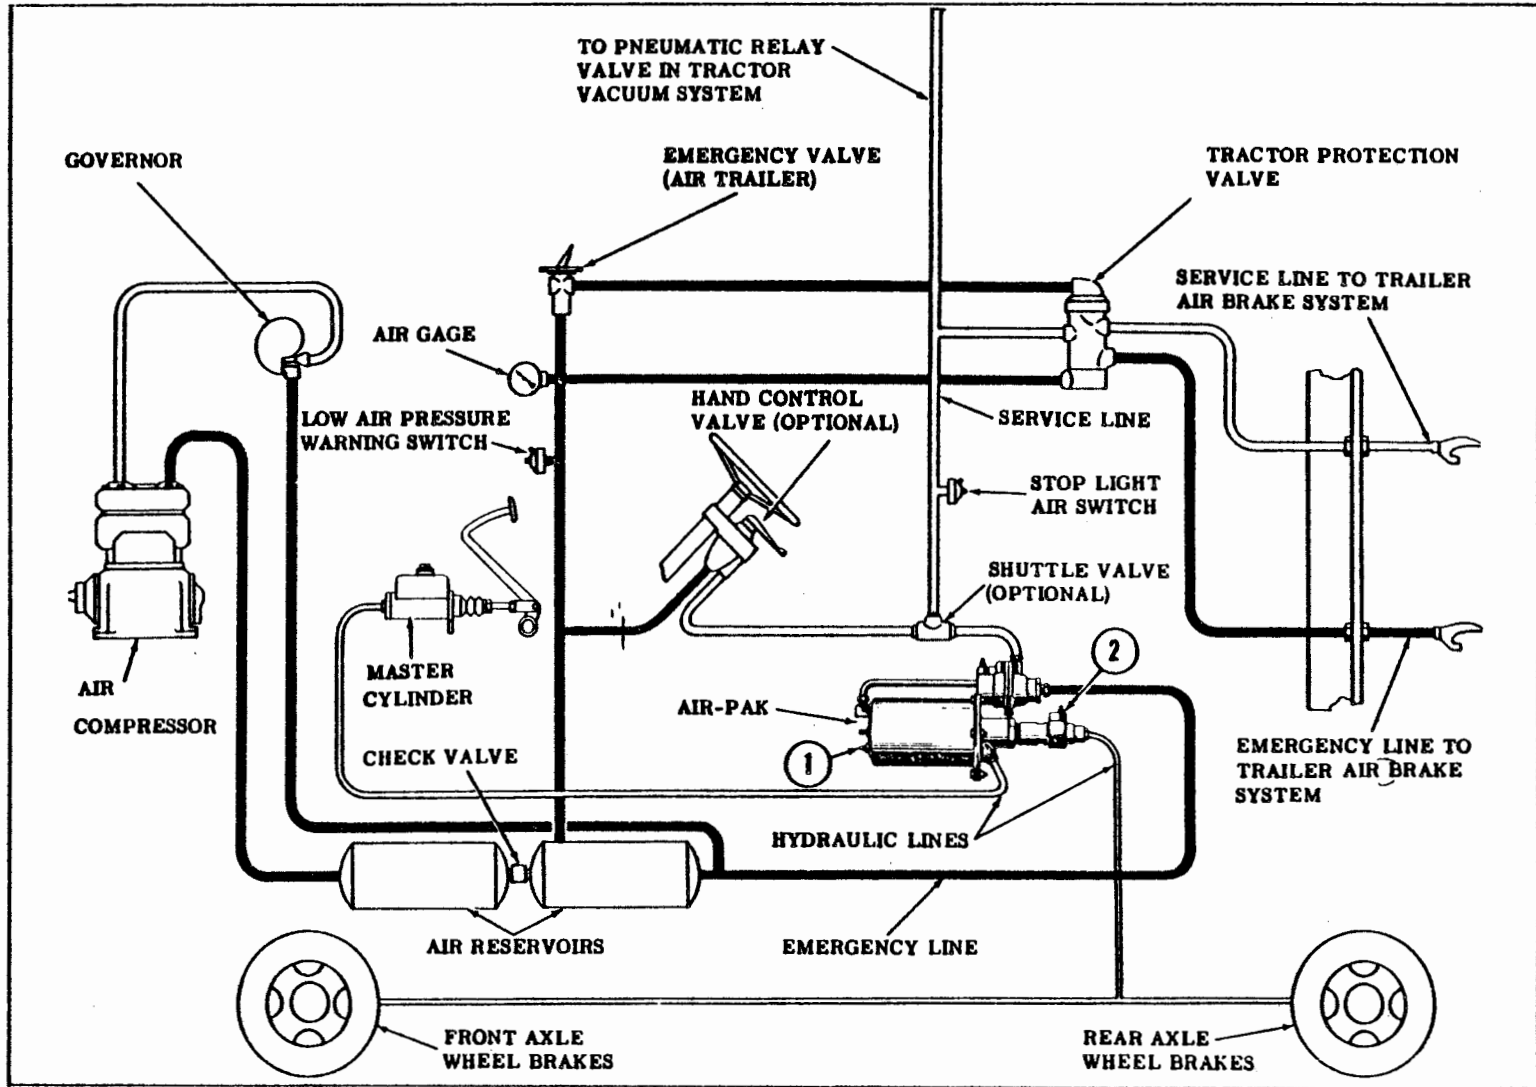 TO PNEUMATIC RELAY
VALVE IN TRACTOR
VACUUM SYSTEM
GOVERNOR
EMERGENCY VALVE
(AIR TRAILER)
TRACTOR PROTECTION
VALVE
SERVICE LINE TO TRAILER
AIR BRAKE SYSTEM
AIR GAGE
LOW AIR PRESSURE
WARNING SWITCH
HAND CONTROL
VALVE (OPTIONAL)
SERVICE LINE
STOP LIGHT
AIR SWITCH
SHUTTLE VALVE
(OPTIONAL)
2
MASTER
CYLINDER
AIR
COMPRESSOR
AIR-PAK
1
CHECK VALVE
EMERGENCY LINE TO
TRAILER AIR BRAKE
SYSTEM
HYDRAULIC LINES
AIR RESERVOIRS
EMERGENCY LINE
FRONT AXLE
WHEEL BRAKES
REAR AXLE
WHEEL BRAKES